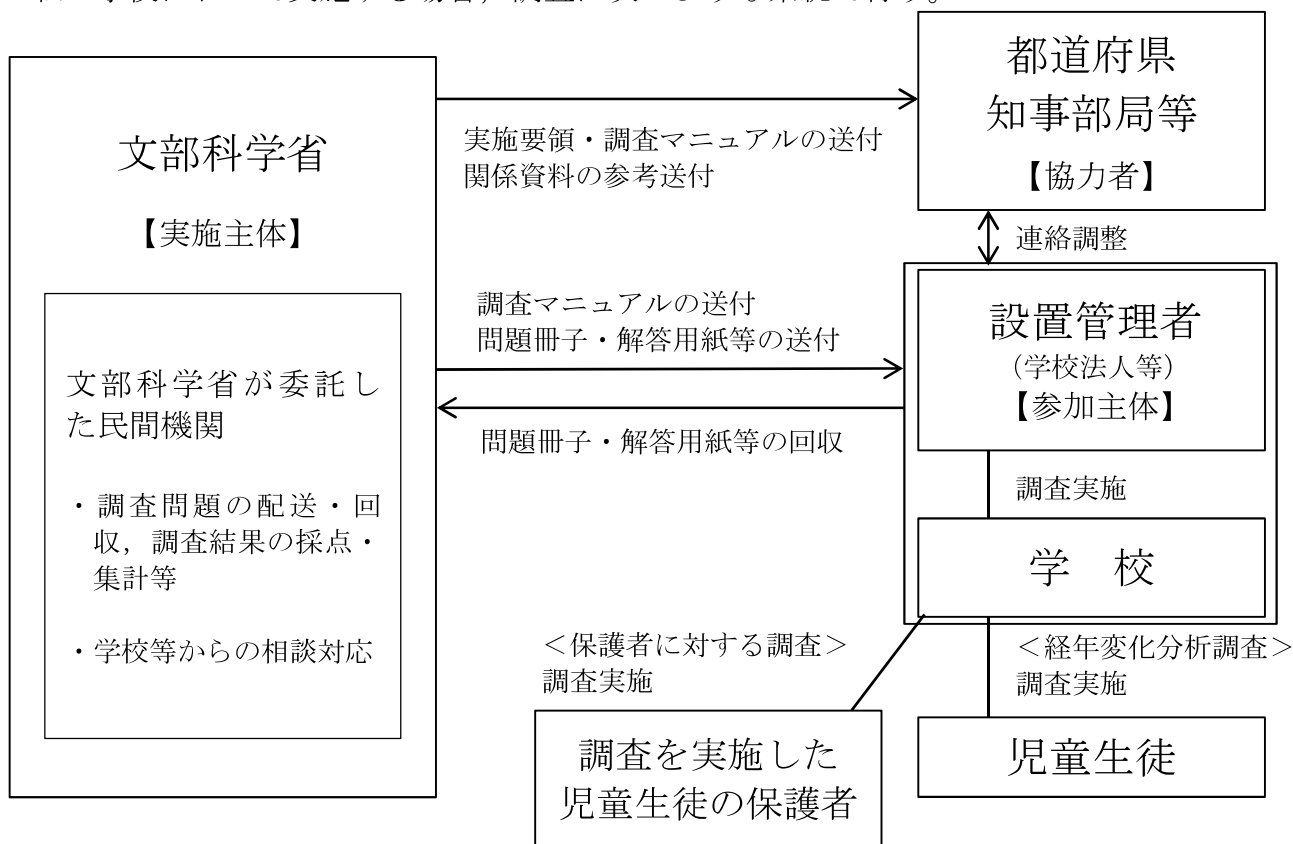 都道府県
知事部局等
【協力者】
文部科学省
【実施主体】
実施要領・調査マニュアルの送付
関係資料の参考送付
連絡調整
調査マニュアルの送付
問題冊子・解答用紙等の送付
設置管理者
(学校法人等)
【参加主体】
文部科学省が委託し
た民間機関
問題冊子・解答用紙等の回収
・調査問題の配送・回
収，調査結果の採点・
集計等
・学校等からの相談対応
調査実施
学 校
＜保護者に対する調査＞
調査実施
＜経年変化分析調査＞
調査実施
調査を実施した
児童生徒の保護者
児童生徒